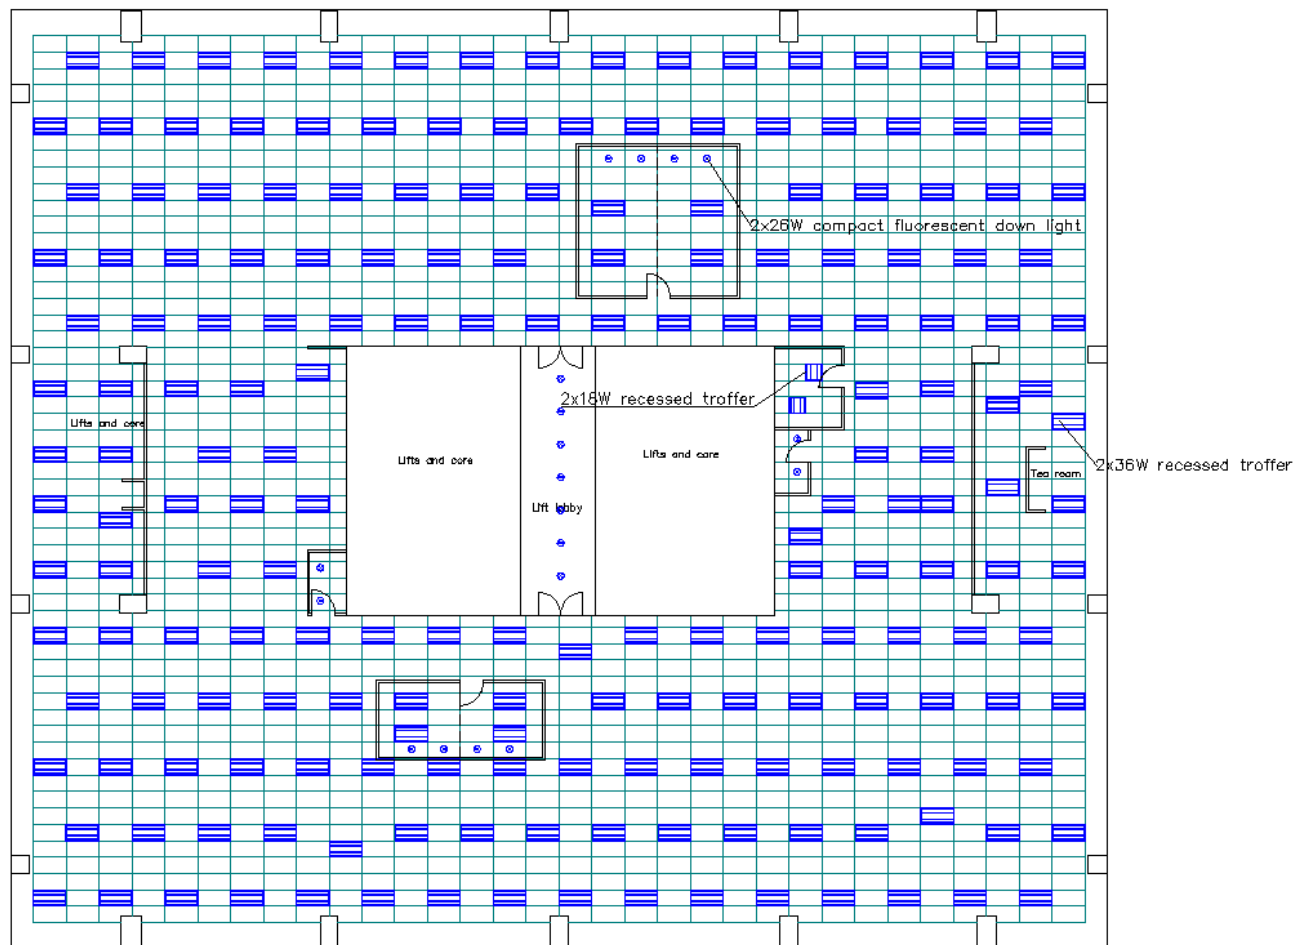 2x26W compact fluorescent down light
2x18W recessed troffer
Lifts and core
Lifts and core
Lifts and core
2x36W recessed troffer
Tea room
Lift lobby